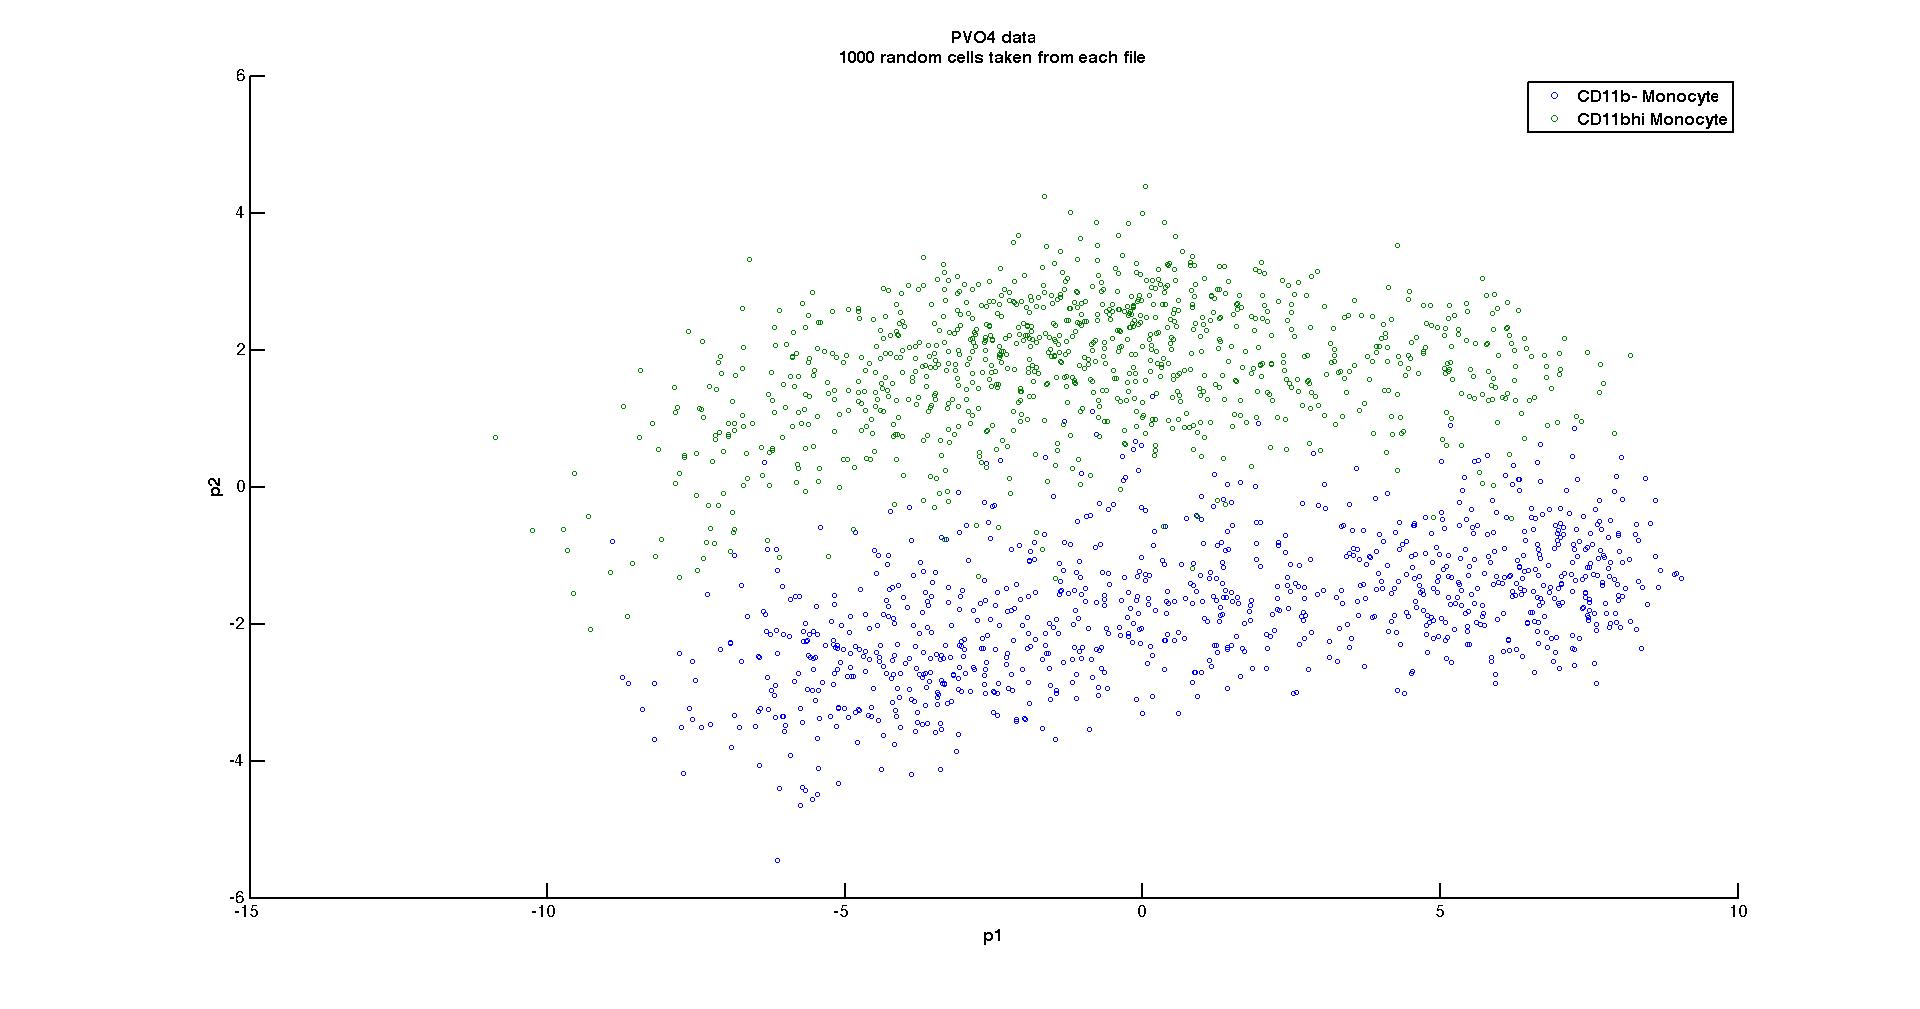 PVO4 data
1000 random cells taken from each file
CD11b- Monocyte
CD11bhi Monocyte
6
4
2
0
-2
-4
-6
p2
-15
-10
-5
0
5
10
p1